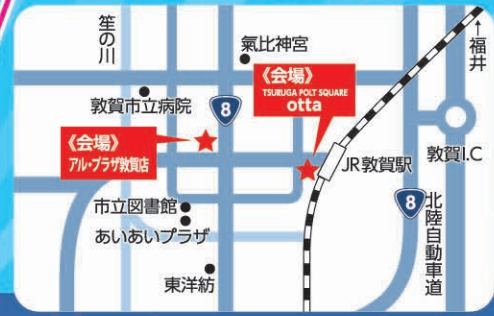 笙の川
氣比神宮
↑福井
《会場》
TSURUGA POLT SQUARE
otta
敦賀市立病院
8
《会場》
アル・プラザ敦賀店
JR敦賀駅
敦賀I.C
市立図書館
あいあいプラザ
8
北陸自動車道
東洋紡